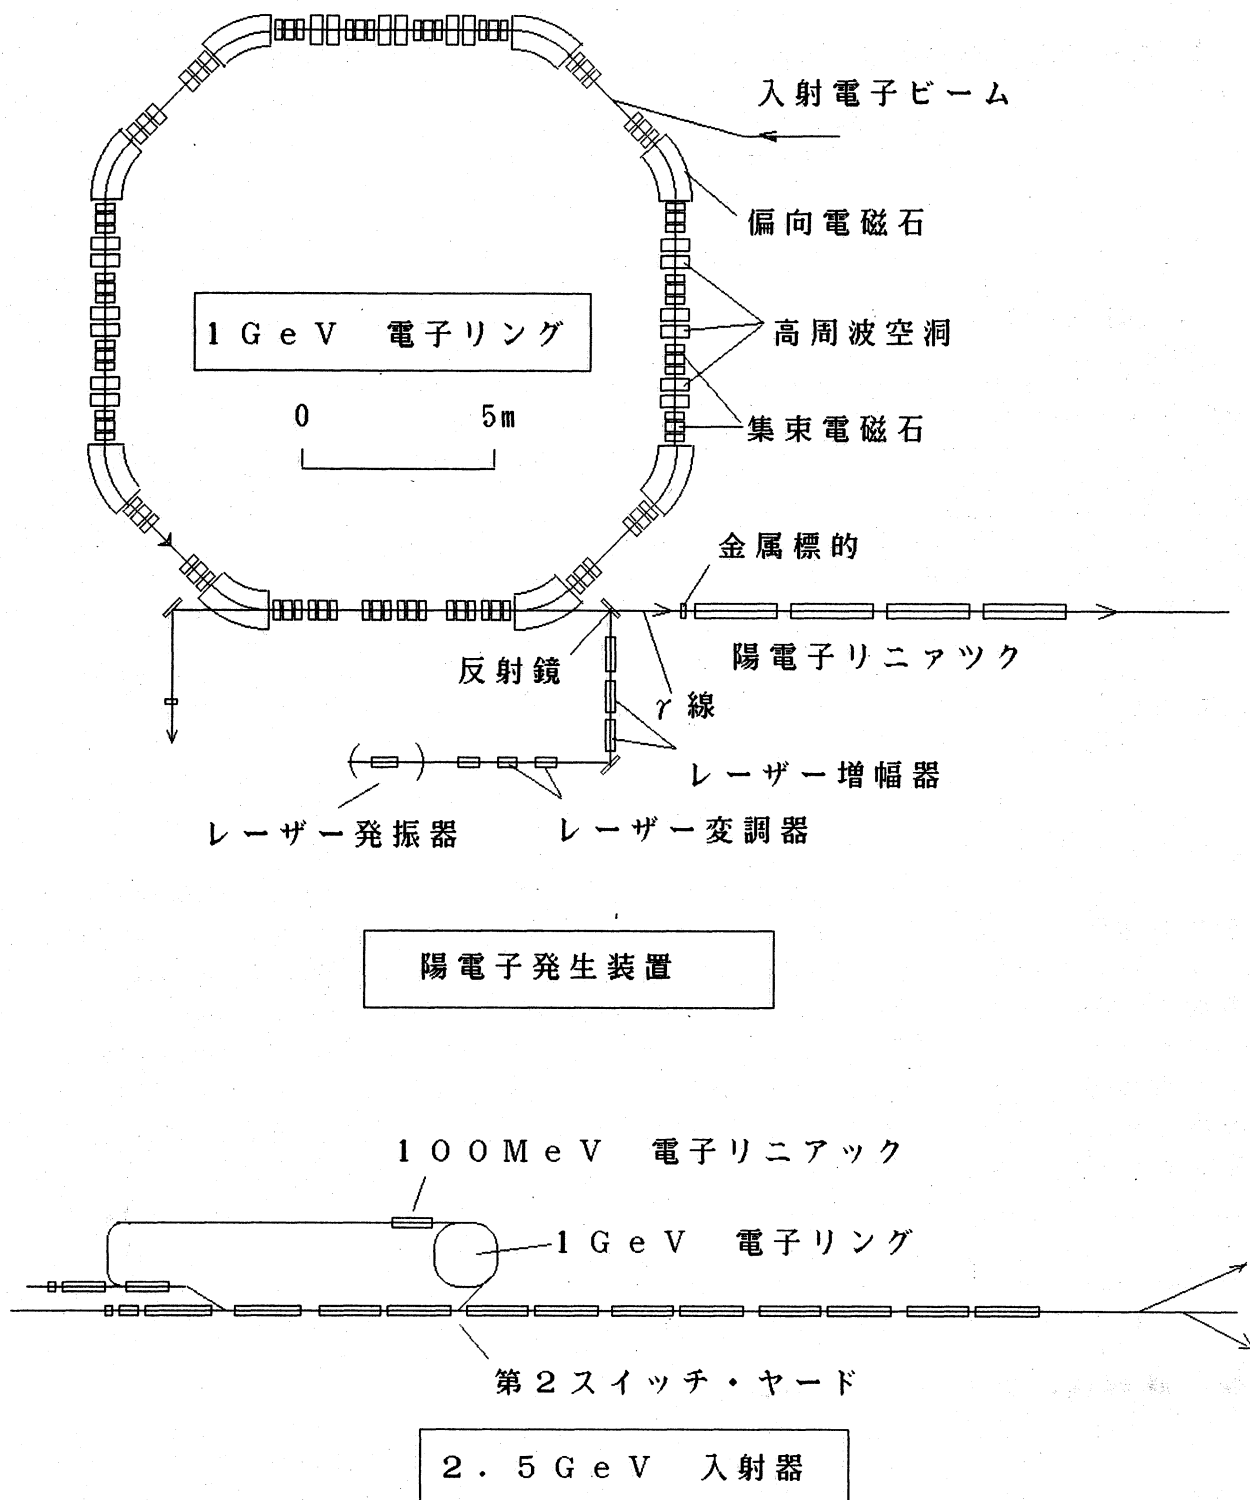 入射電子ビーム
偏向電磁石
1GeV 電子リング
高周波空洞
0 5m
集束電磁石
金属標的
陽電子リニアツク
反射鏡
γ線
レーザー増幅器
レーザー発振器
レーザー変調器
陽電子発生装置
100MeV 電子リニアック
1GeV 電子リング
第2スイッチ・ヤード
2.5GeV 入射器